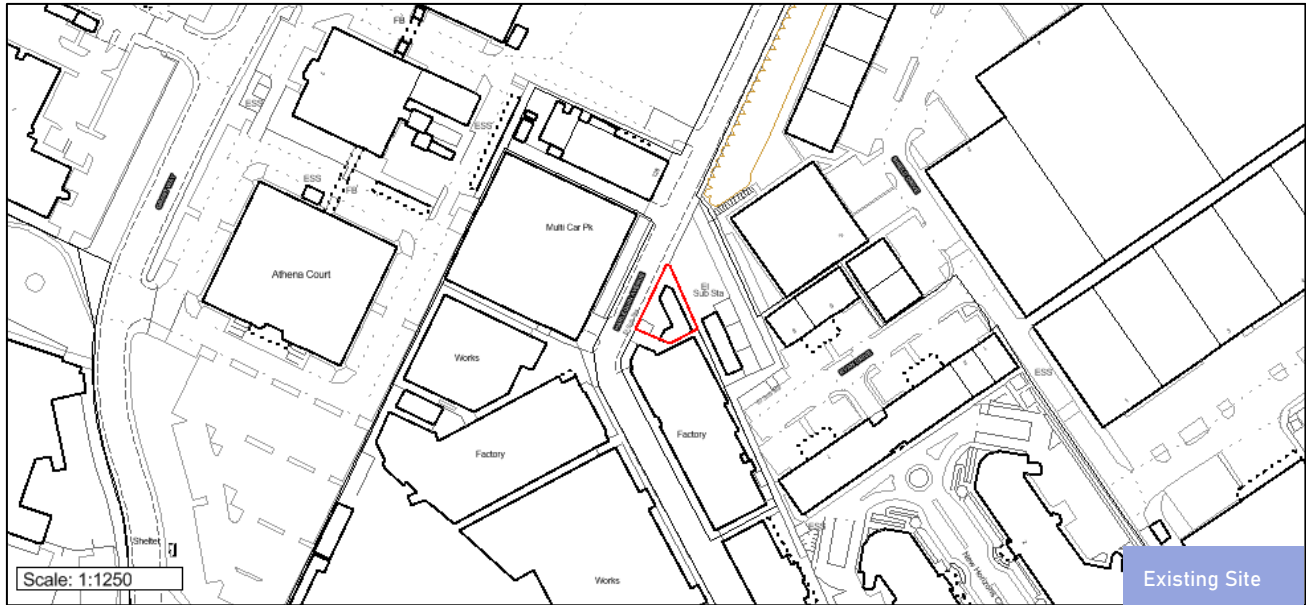 FB
ESS
ESS
ESS
FB
Multi Car Pk
Athena Court
El
Sub Sta
Works
ESS
Factory
Factory
ESS
Shelter
Works
Scale: 1:1250
Existing Site